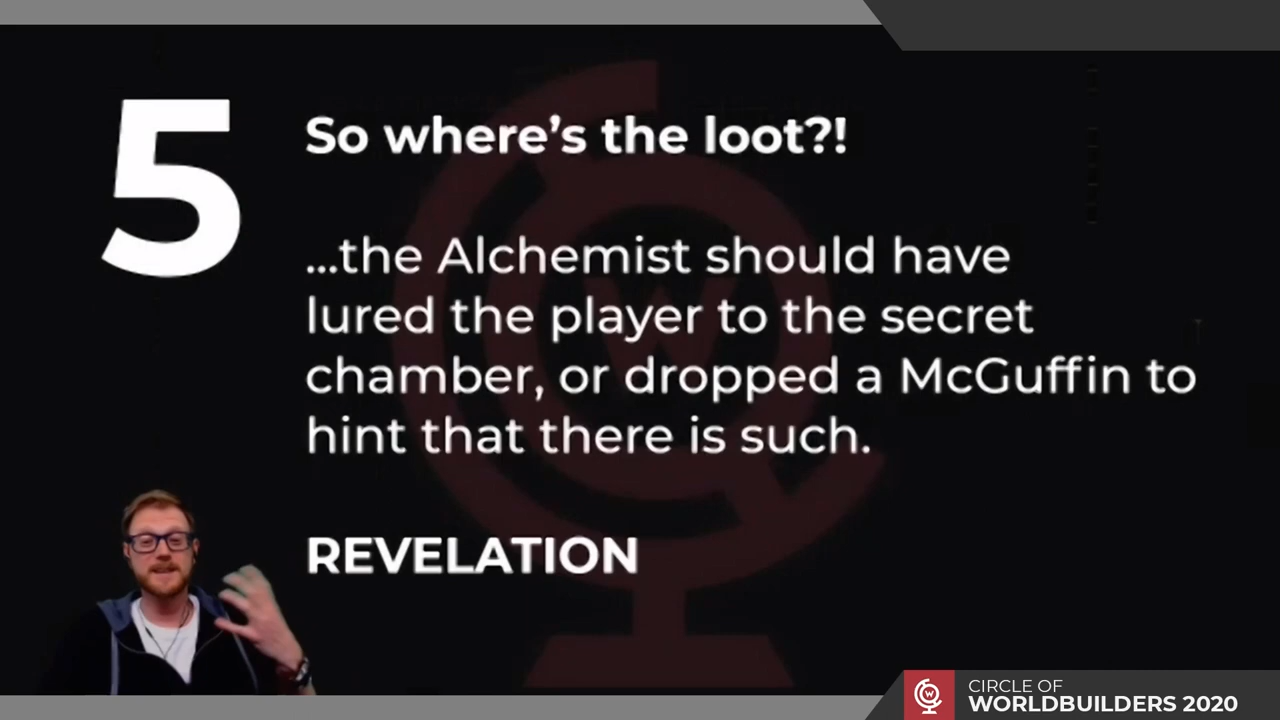 5
So where's the loot?!
...the Alchemist should have
lured the player to the secret
chamber, or dropped a McGuffin to
hint that there is such.
REVELATION
W
CIRCLE OF
WORLDBUILDERS 2020
W